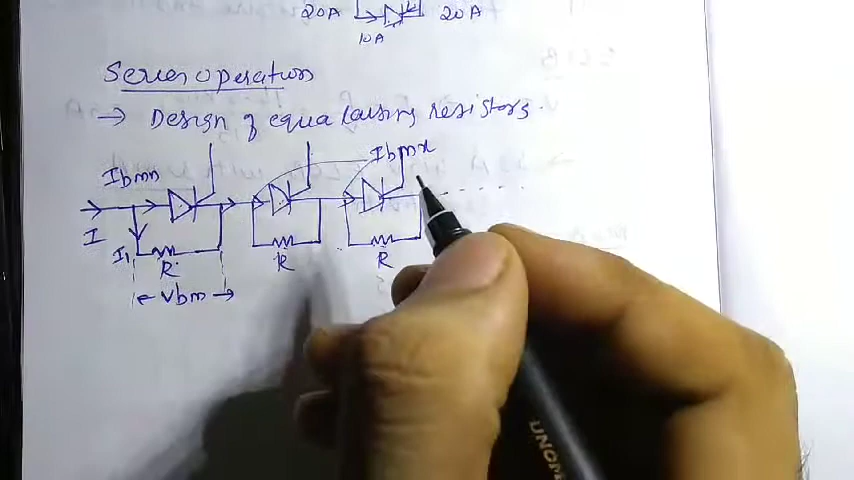 20A 20A
10A
Series operation
→ Design of equalising resistors.
Ibmn Ibmx
I I1 R R R
← Vbm →
UNOM